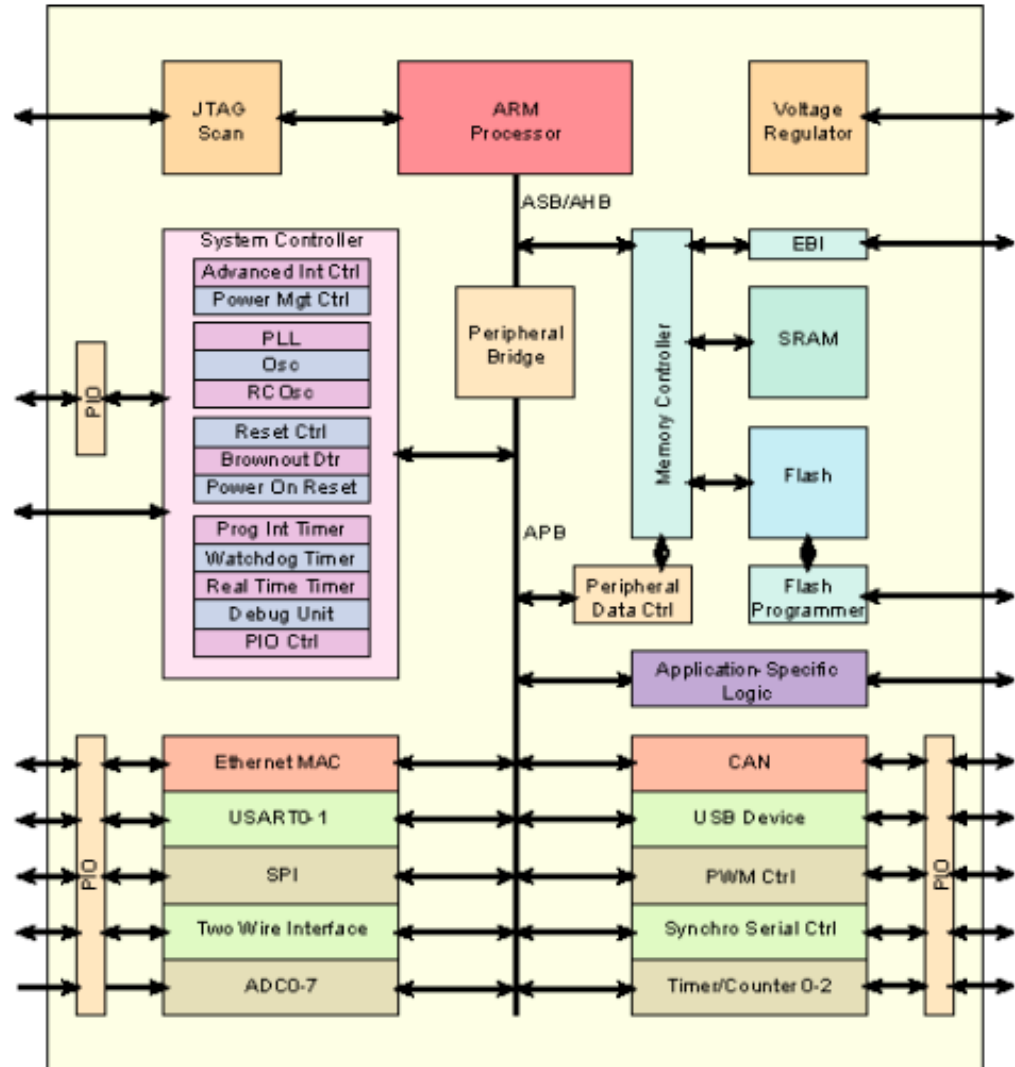 JTAG
Scan
ARM
Processor
Voltage
Regulator
ASB/AHB
System Controller
Advanced Int Ctrl
Power Mgt Ctrl
PLL
Osc
RC Osc
Reset Ctrl
Brownout Dtr
Power On Reset
Prog Int Timer
Watchdog Timer
Real Time Timer
Debug Unit
PIO Ctrl
PIO
Peripheral
Bridge
APB
Memory Controller
EBI
SRAM
Flash
Peripheral
Data Ctrl
Flash
Programmer
Application-Specific
Logic
PIO
Ethernet MAC
USART0-1
SPI
Two Wire Interface
ADC0-7
CAN
USB Device
PWM Ctrl
Synchro Serial Ctrl
Timer/Counter 0-2
PIO